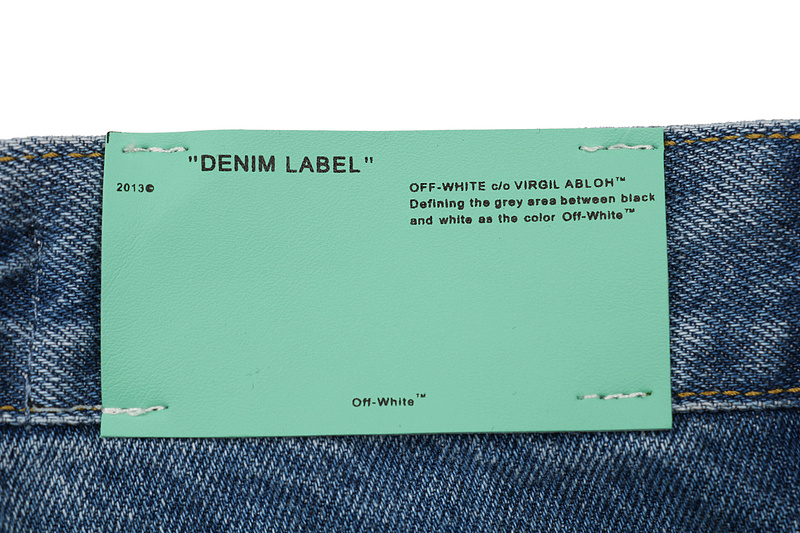 "DENIM LABEL"
2013©
OFF-WHITE c/o VIRGIL ABLOH™
Defining the grey area between black
and white as the color Off-White™
Off-White™